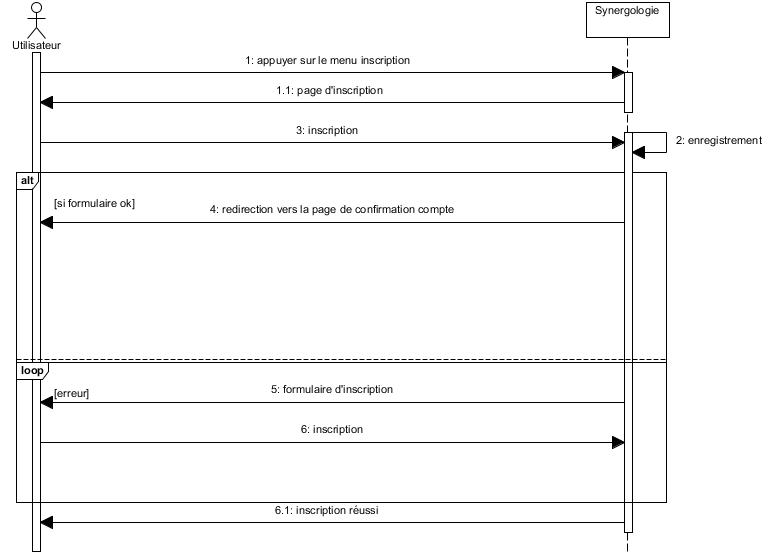 Synergologie
Utilisateur
1: appuyer sur le menu inscription
1.1: page d'inscription
3: inscription
2: enregistrement
alt
[si formulaire ok]
4: redirection vers la page de confirmation compte
loop
[erreur]
5: formulaire d'inscription
6: inscription
6.1: inscription réussi